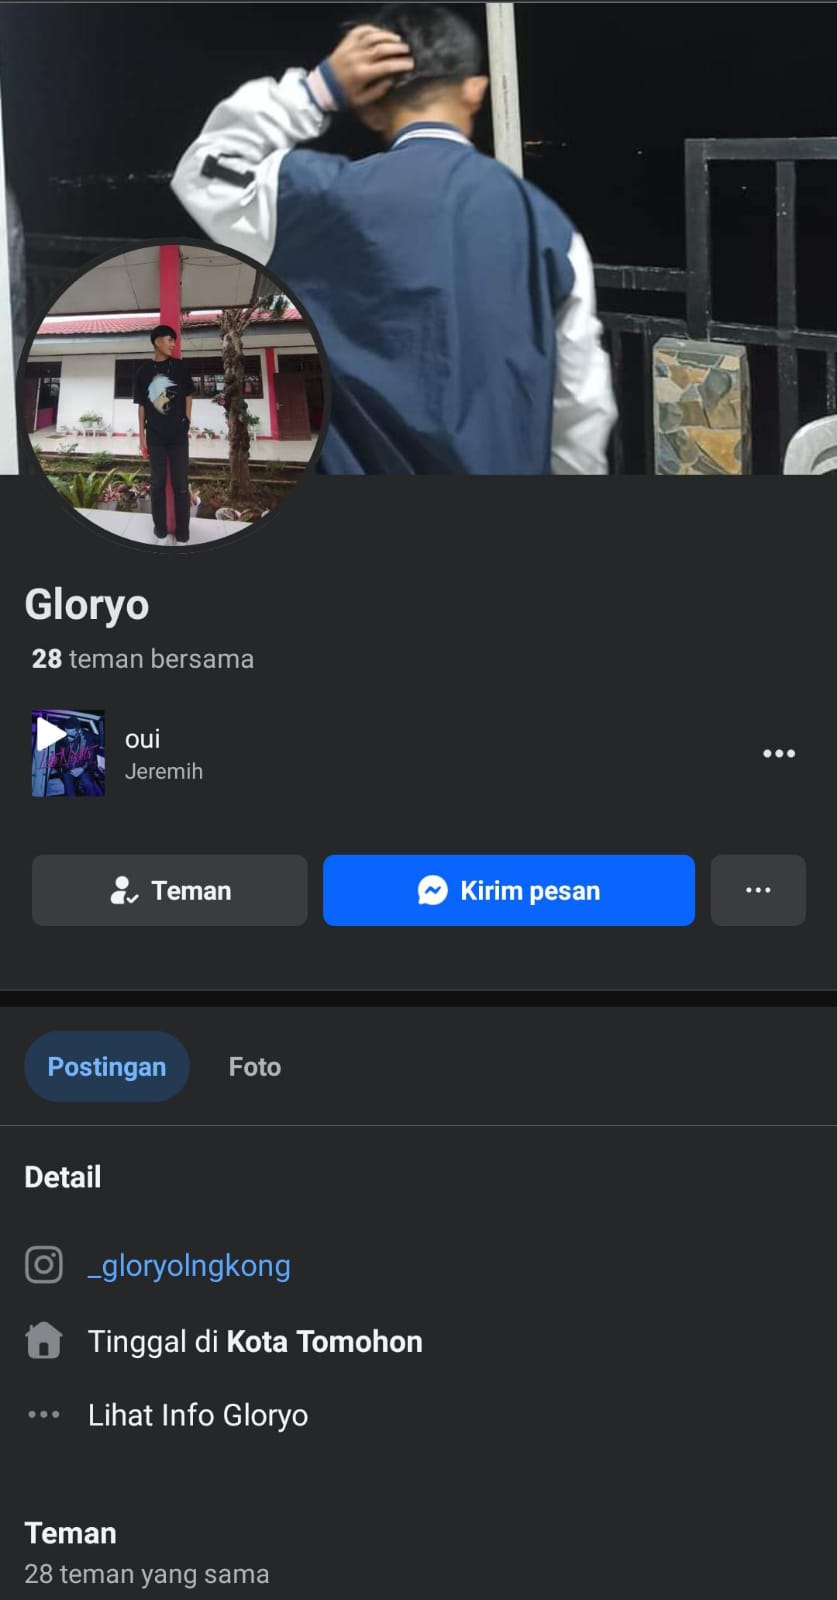 Gloryo
28 teman bersama
oui
Jeremih
Teman
Kirim pesan
Postingan
Foto
Detail
_gloryolngkong
Tinggal di Kota Tomohon
Lihat Info Gloryo
Teman
28 teman yang sama